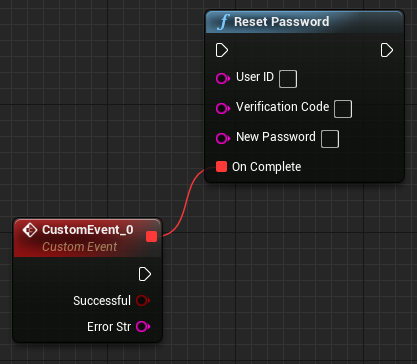 Reset Password
User ID
Verification Code
New Password
On Complete
CustomEvent_0
Custom Event
Successful
Error Str